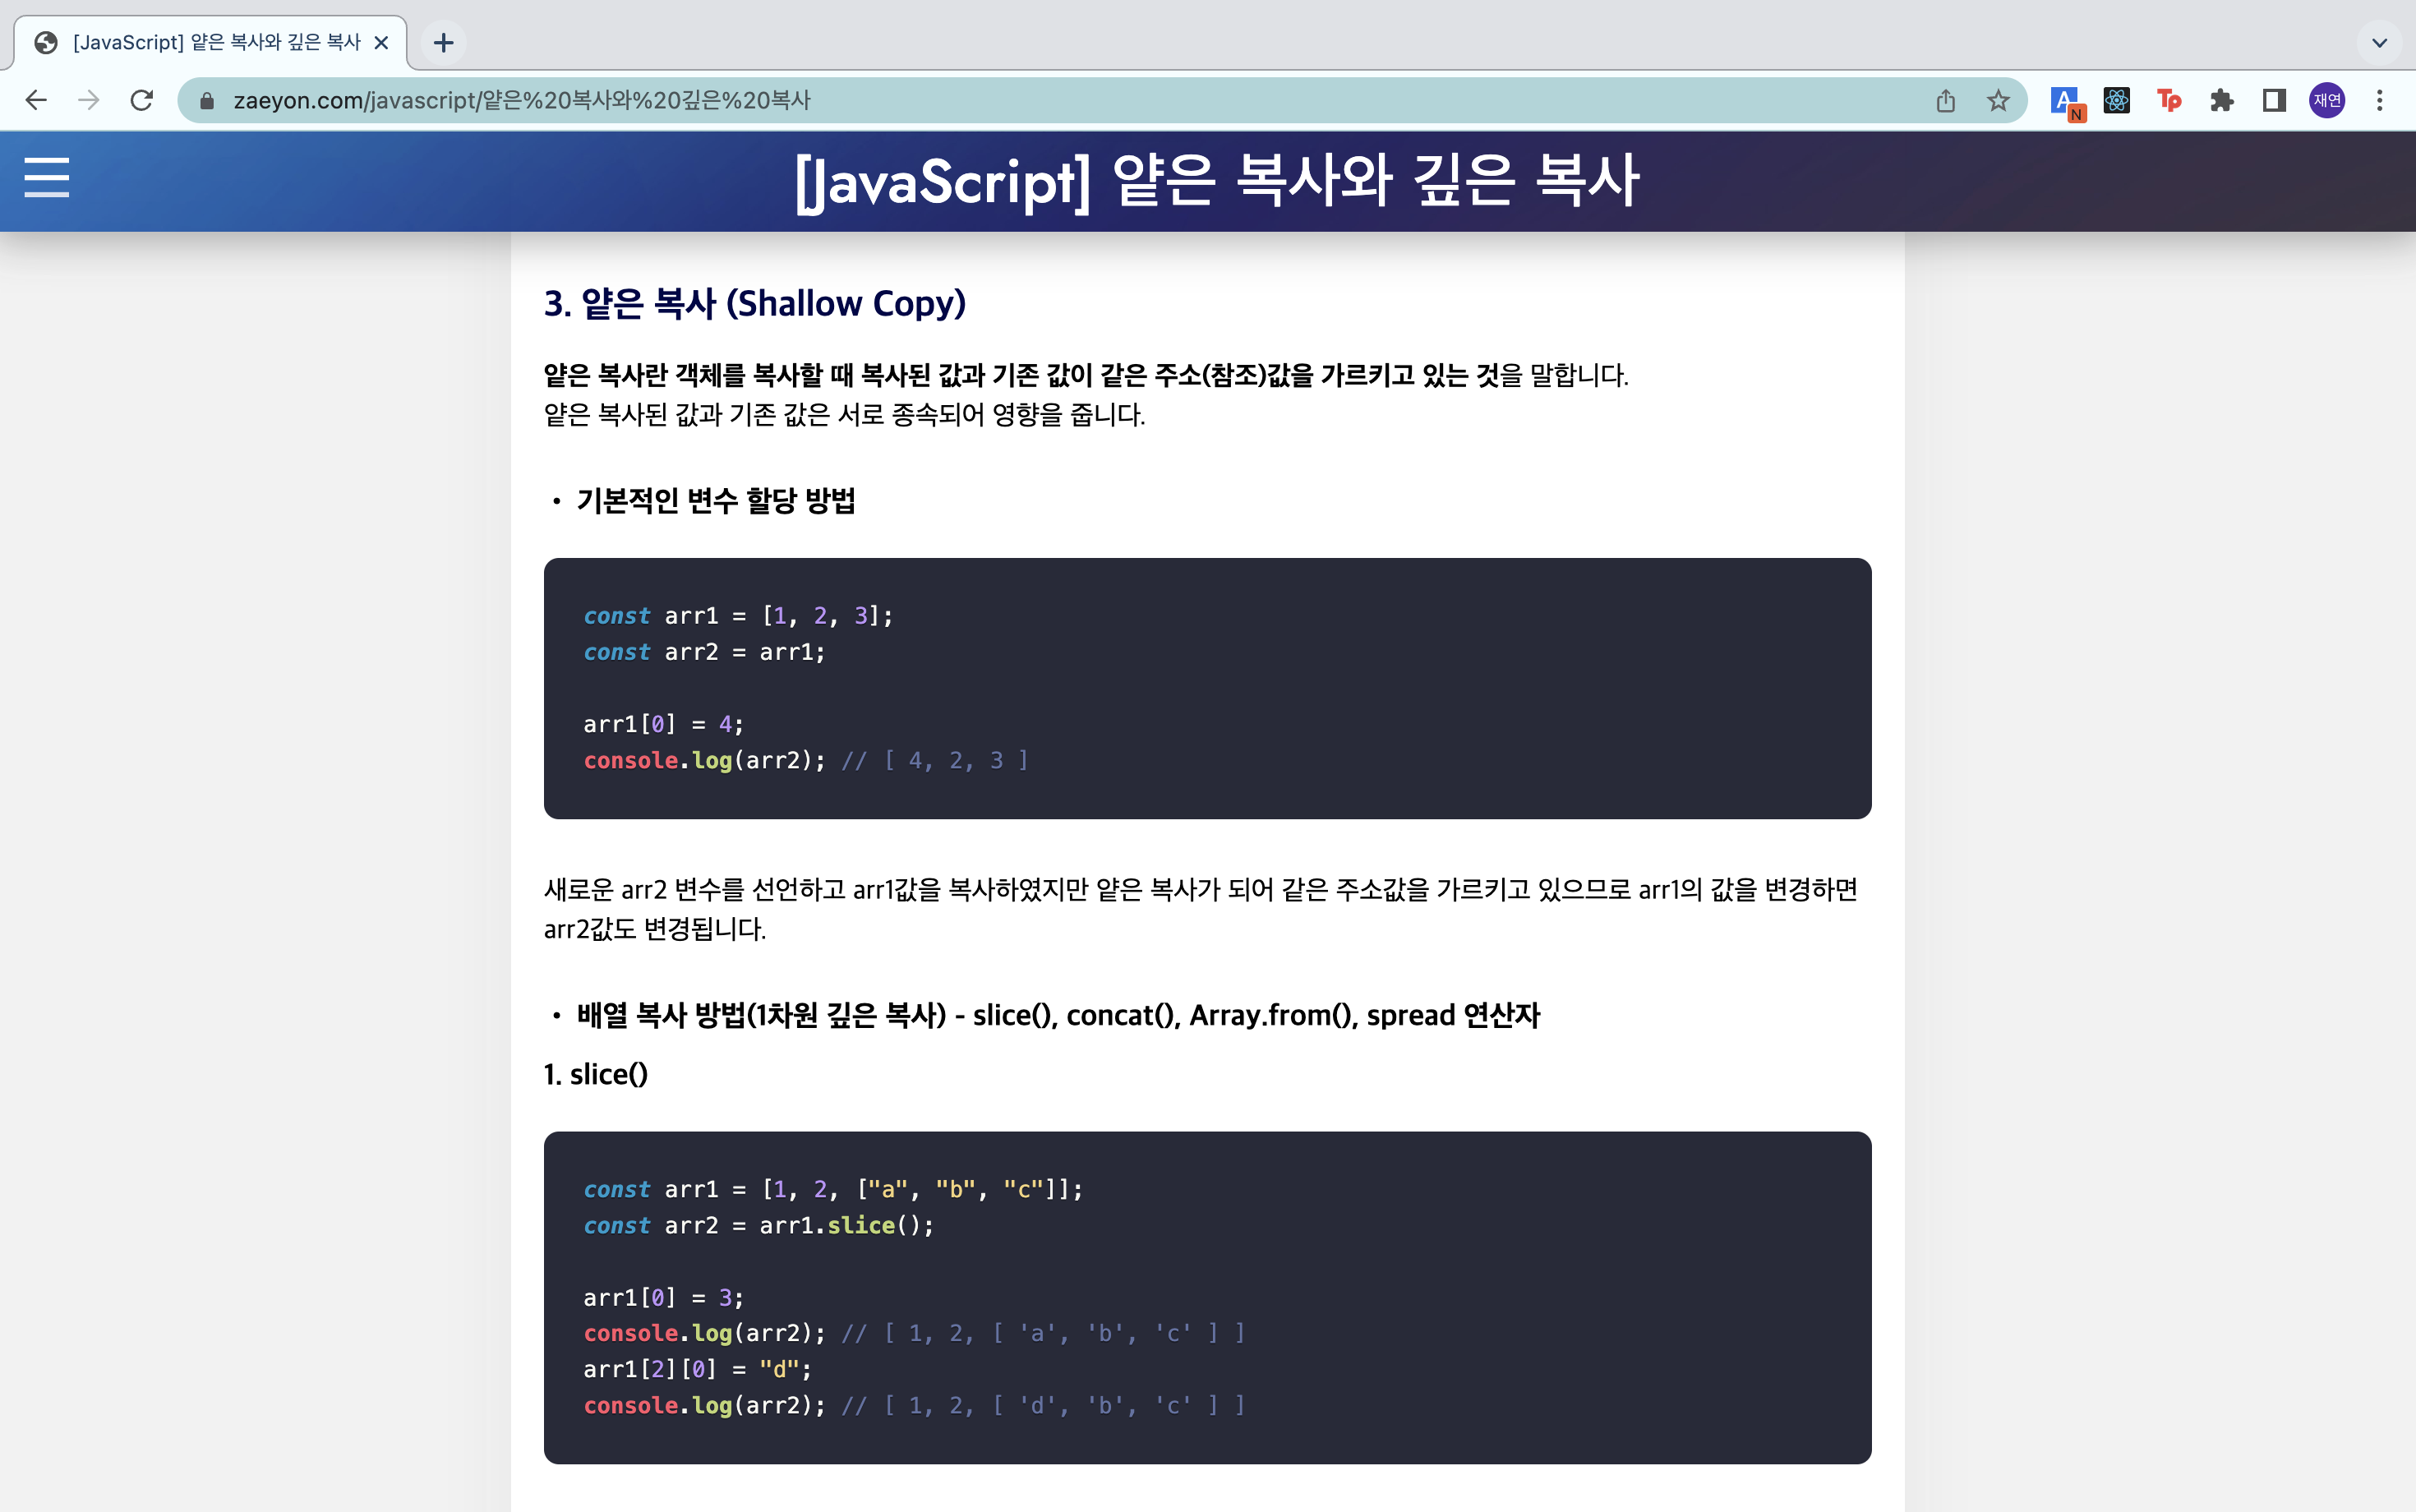 [JavaScript] 얕은 복사와 깊은 복사
zaeyon.com/javascript/얕은%20복사와%20깊은%20복사
A
N
Tp
재연
[JavaScript] 얕은 복사와 깊은 복사
3. 얕은 복사 (Shallow Copy)
얕은 복사란 객체를 복사할 때 복사된 값과 기존 값이 같은 주소(참조)값을 가르키고 있는 것을 말합니다.
얕은 복사된 값과 기존 값은 서로 종속되어 영향을 줍니다.
• 기본적인 변수 할당 방법
const arr1 = [1, 2, 3];
const arr2 = arr1;
arr1[0] = 4;
console.log(arr2); // [ 4, 2, 3 ]
새로운 arr2 변수를 선언하고 arr1값을 복사하였지만 얕은 복사가 되어 같은 주소값을 가르키고 있으므로 arr1의 값을 변경하면
arr2값도 변경됩니다.
• 배열 복사 방법(1차원 깊은 복사) - slice(), concat(), Array.from(), spread 연산자
1. slice()
const arr1 = [1, 2, ["a", "b", "c"]];
const arr2 = arr1.slice();
arr1[0] = 3;
console.log(arr2); // [ 1, 2, [ 'a', 'b', 'c' ] ]
arr1[2][0] = "d";
console.log(arr2); // [ 1, 2, [ 'd', 'b', 'c' ] ]